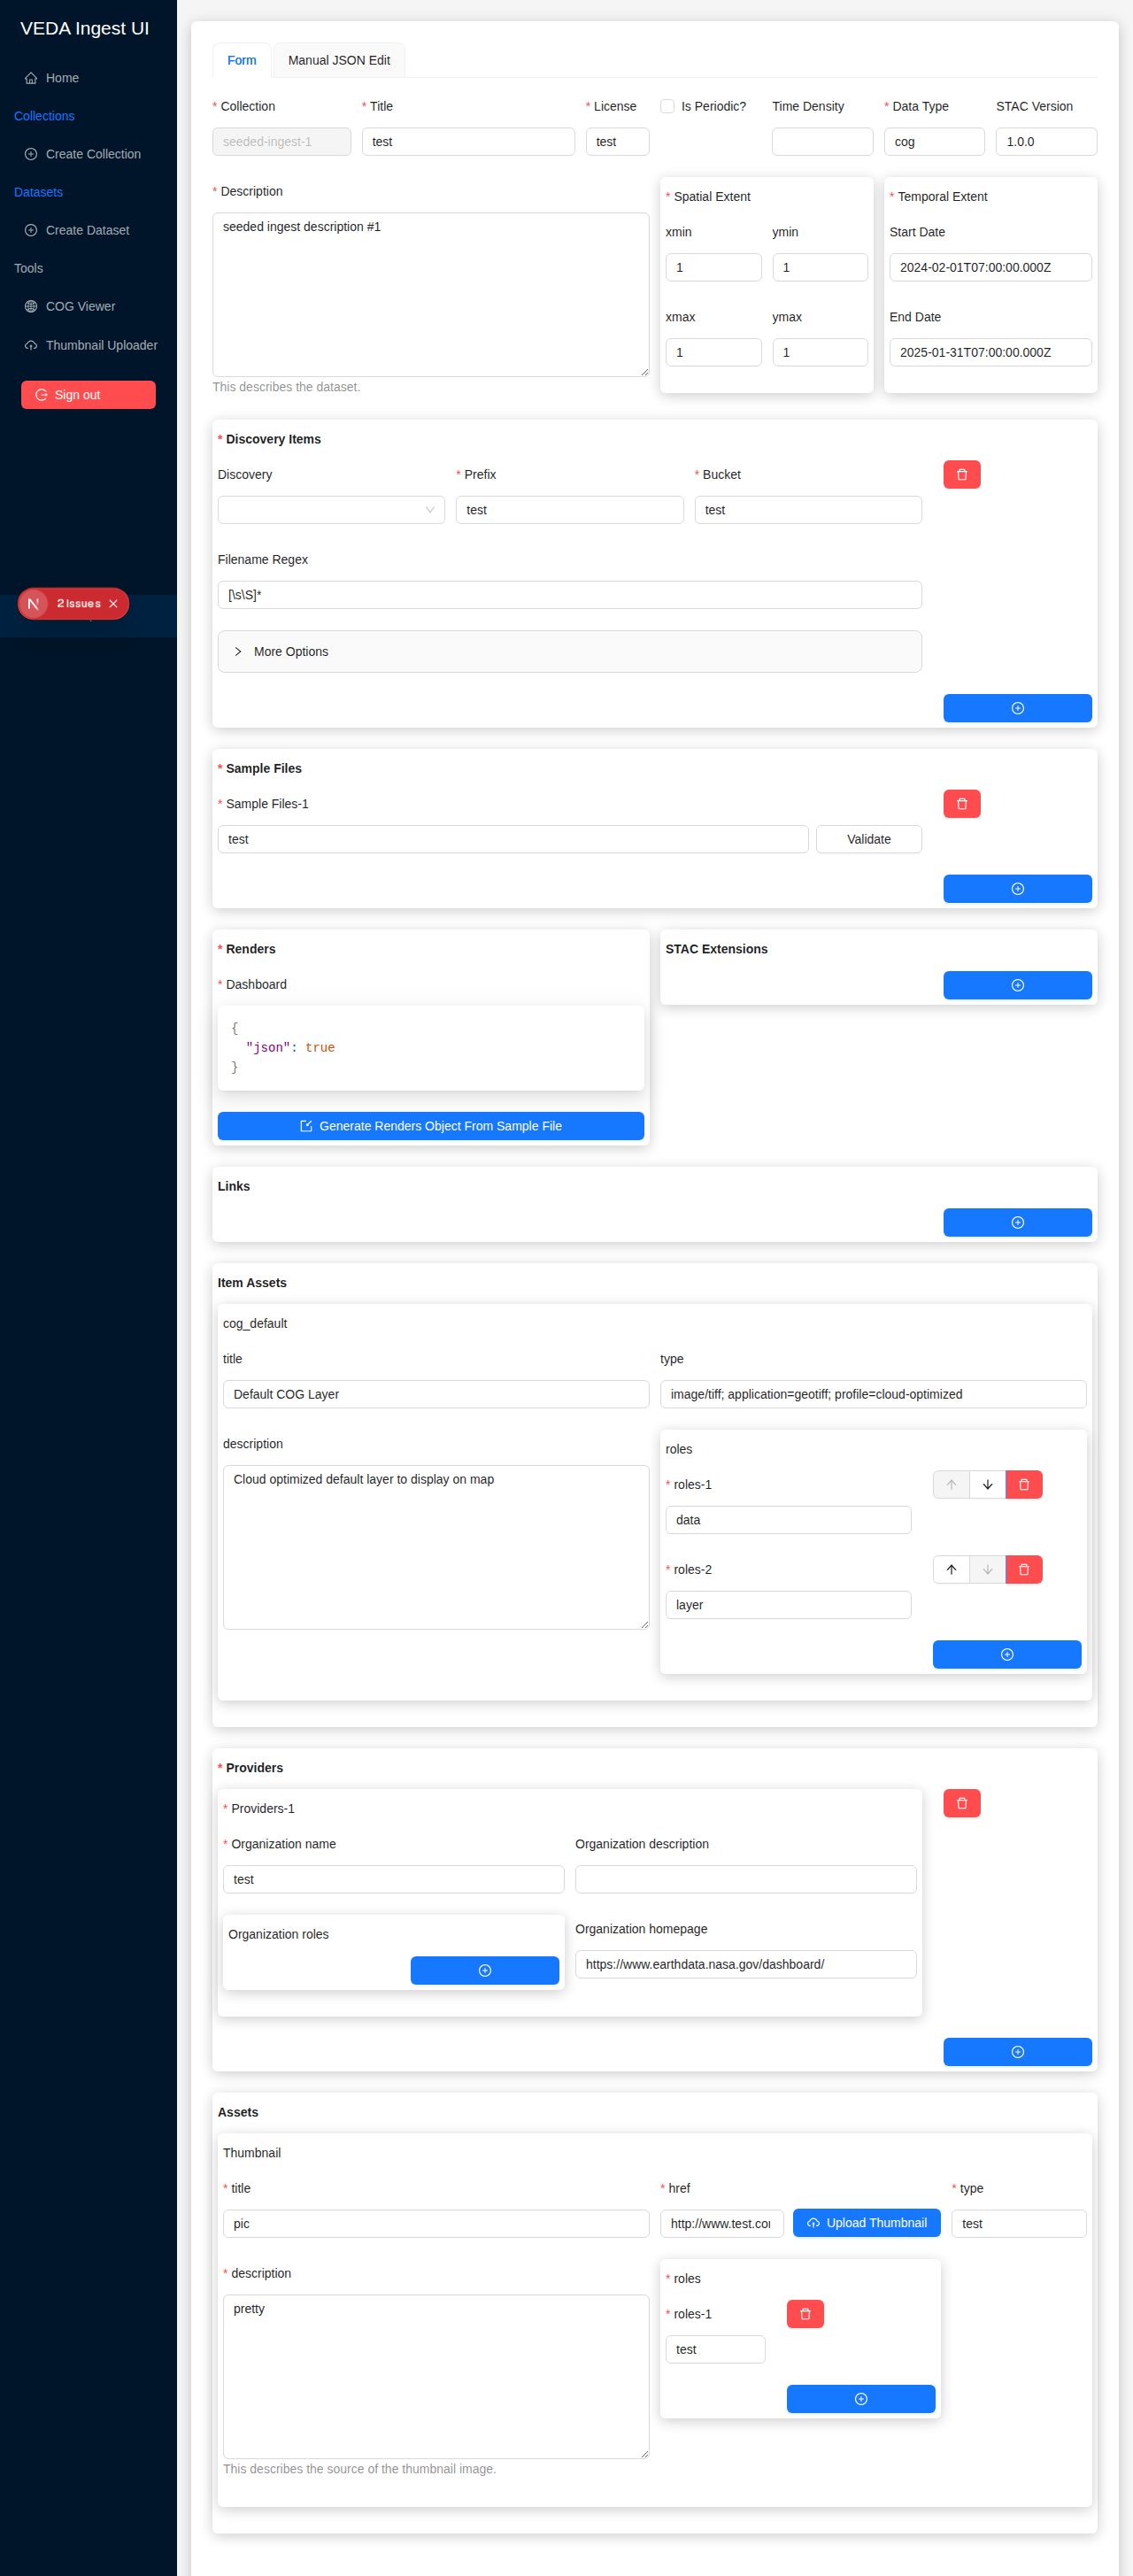 VEDA Ingest UI
Home
Collections
Create Collection
Datasets
Create Dataset
Tools
COG Viewer
Thumbnail Uploader
Sign out
2 Issues
Form
Manual JSON Edit
* Collection
* Title
* License
Is Periodic?
Time Density
* Data Type
STAC Version
seeded-ingest-1
test
test
cog
1.0.0
* Description
seeded ingest description #1
This describes the dataset.
* Spatial Extent
xmin
ymin
1
1
xmax
ymax
1
1
* Temporal Extent
Start Date
2024-02-01T07:00:00.000Z
End Date
2025-01-31T07:00:00.000Z
* Discovery Items
Discovery
* Prefix
* Bucket
test
test
Filename Regex
[\s\S]*
More Options
* Sample Files
* Sample Files-1
test
Validate
* Renders
* Dashboard
{
"json": true
}
Generate Renders Object From Sample File
STAC Extensions
Links
Item Assets
cog_default
title
type
Default COG Layer
image/tiff; application=geotiff; profile=cloud-optimized
description
Cloud optimized default layer to display on map
roles
* roles-1
data
* roles-2
layer
* Providers
* Providers-1
* Organization name
Organization description
test
Organization roles
Organization homepage
https://www.earthdata.nasa.gov/dashboard/
Assets
Thumbnail
* title
* href
* type
pic
http://www.test.co
Upload Thumbnail
test
* description
pretty
This describes the source of the thumbnail image.
* roles
* roles-1
test